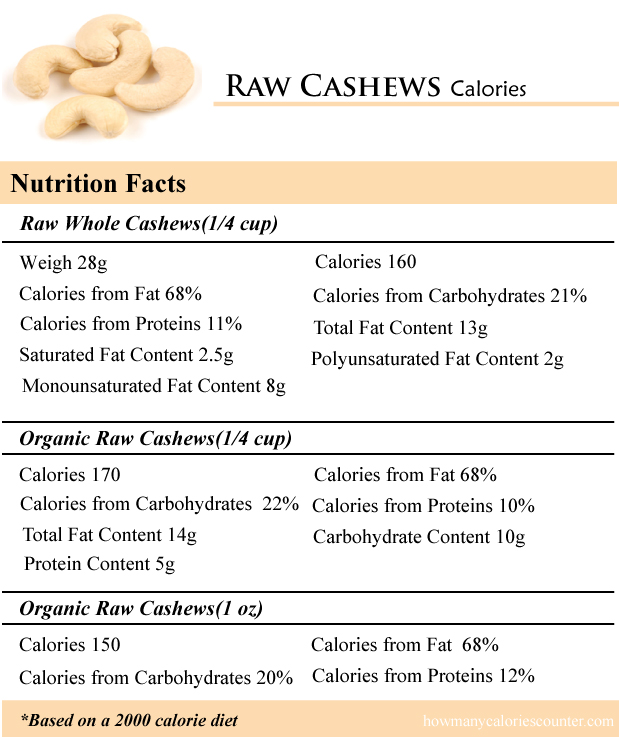 RAW CASHEWS Calories
Nutrition Facts
Raw Whole Cashews(1/4 cup)
Weigh 28g
Calories 160
Calories from Fat 68%
Calories from Carbohydrates 21%
Calories from Proteins 11%
Total Fat Content 13g
Saturated Fat Content 2.5g
Polyunsaturated Fat Content 2g
Monounsaturated Fat Content 8g
Organic Raw Cashews(1/4 cup)
Calories 170
Calories from Fat 68%
Calories from Carbohydrates 22%
Calories from Proteins 10%
Total Fat Content 14g
Carbohydrate Content 10g
Protein Content 5g
Organic Raw Cashews(1 oz)
Calories 150
Calories from Fat 68%
Calories from Carbohydrates 20%
Calories from Proteins 12%
*Based on a 2000 calorie diet
howmanycaloriescounter.com